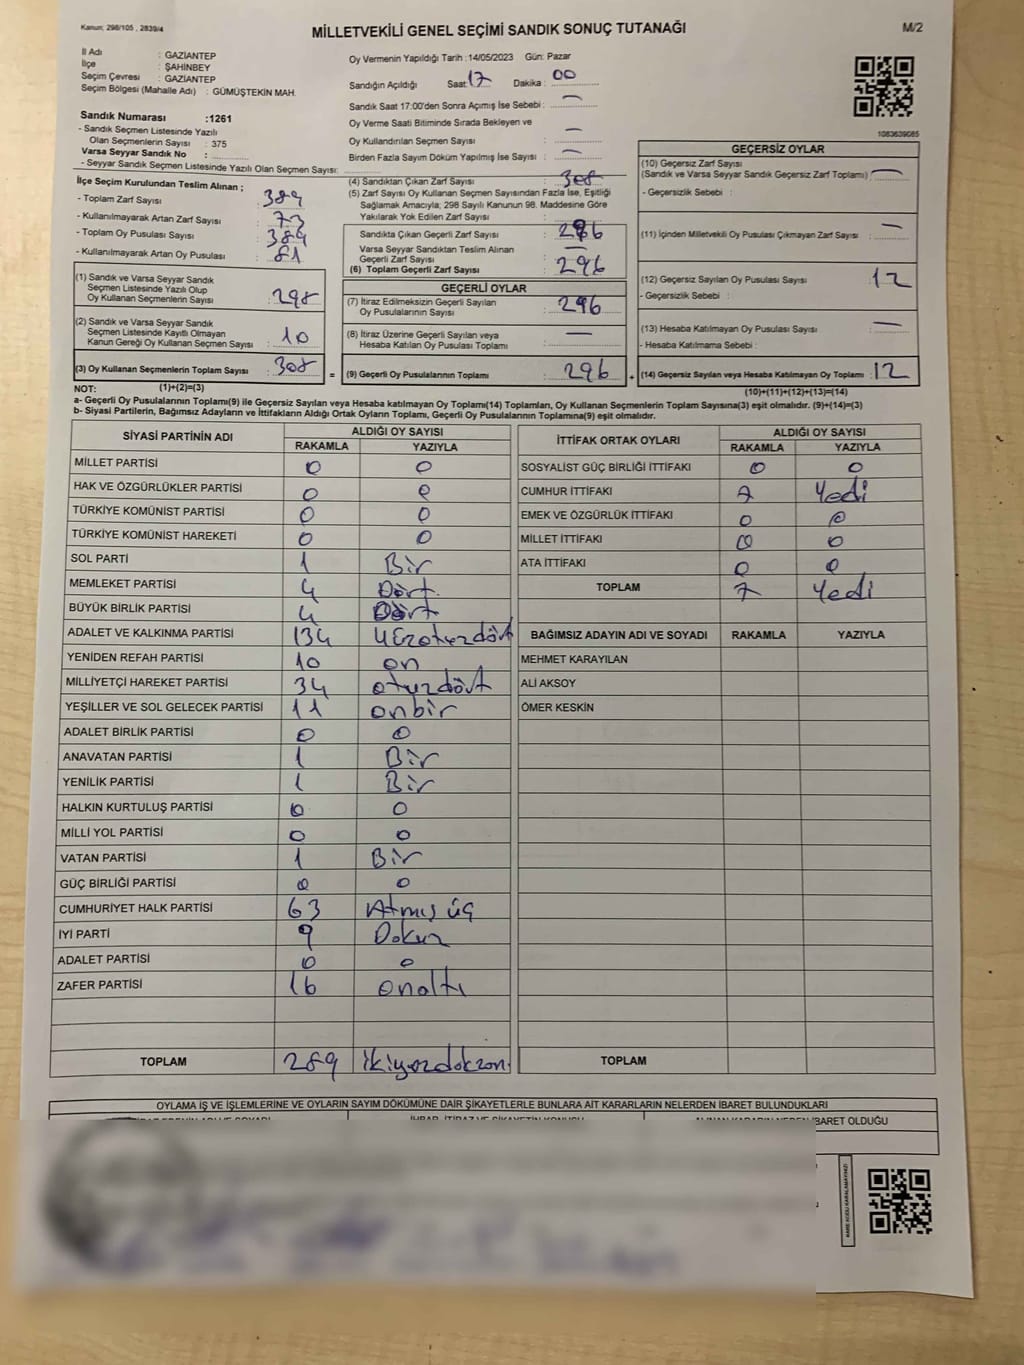 Kanun: 298/105 , 2839/4
MİLLETVEKİLİ GENEL SEÇİMİ SANDIK SONUÇ TUTANAĞI
M/2
İl Adı : GAZİANTEP
İlçe : ŞAHİNBEY
Seçim Çevresi : GAZİANTEP
Seçim Bölgesi (Mahalle Adı) : GÜMÜŞTEKİN MAH.
Sandık Numarası :1261
- Sandık Seçmen Listesinde Yazılı
Olan Seçmenlerin Sayısı : 375
Varsa Seyyar Sandık No :
- Seyyar Sandık Seçmen Listesinde Yazılı Olan Seçmen Sayısı:
Oy Vermenin Yapıldığı Tarih :14/05/2023 Gün: Pazar
Sandığın Açıldığı Saat: 17 Dakika : 00
Sandık Saat 17:00'den Sonra Açımış İse Sebebi : —
Oy Verme Saati Bitiminde Sırada Bekleyen ve
Oy Kullandırılan Seçmen Sayısı : —
Birden Fazla Sayım Döküm Yapılmış İse Sayısı : —
1083639085
İlçe Seçim Kurulundan Teslim Alınan ;
- Toplam Zarf Sayısı : 389
- Kullanılmayarak Artan Zarf Sayısı : 73
- Toplam Oy Pusulası Sayısı : 389
- Kullanılmayarak Artan Oy Pusulası : 81
(4) Sandıktan Çıkan Zarf Sayısı : 308
(5) Zarf Sayısı Oy Kullanan Seçmen Sayısından Fazla İse, Eşitliği
Sağlamak Amacıyla; 298 Sayılı Kanunun 98. Maddesine Göre
Yakılarak Yok Edilen Zarf Sayısı :
Sandıkta Çıkan Geçerli Zarf Sayısı : 296
Varsa Seyyar Sandıktan Teslim Alınan
Geçerli Zarf Sayısı : —
(6) Toplam Geçerli Zarf Sayısı : 296
GEÇERSİZ OYLAR
(10) Geçersiz Zarf Sayısı
(Sandık ve Varsa Seyyar Sandık Geçersiz Zarf Toplamı) : —
- Geçersizlik Sebebi :
(11) İçinden Milletvekili Oy Pusulası Çıkmayan Zarf Sayısı : —
(12) Geçersiz Sayılan Oy Pusulası Sayısı : 12
- Geçersizlik Sebebi :
(13) Hesaba Katılmayan Oy Pusulası Sayısı : —
- Hesaba Katılmama Sebebi :
(1) Sandık ve Varsa Seyyar Sandık
Seçmen Listesinde Yazılı Olup
Oy Kullanan Seçmenlerin Sayısı : 298
(2) Sandık ve Varsa Seyyar Sandık
Seçmen Listesinde Kayıtlı Olmayan
Kanun Gereği Oy Kullanan Seçmen Sayısı : 10
GEÇERLİ OYLAR
(7) İtiraz Edilmeksizin Geçerli Sayılan
Oy Pusulalarının Sayısı : 296
(8) İtiraz Üzerine Geçerli Sayılan veya
Hesaba Katılan Oy Pusulası Toplamı : —
(3) Oy Kullanan Seçmenlerin Toplam Sayısı : 308 = (9) Geçerli Oy Pusulalarının Toplamı : 296 + (14) Geçersiz Sayılan veya Hesaba Katılmayan Oy Toplamı : 12
NOT: (1)+(2)=(3) (10)+(11)+(12)+(13)=(14)
a- Geçerli Oy Pusulalarının Toplamı(9) ile Geçersiz Sayılan veya Hesaba katılmayan Oy Toplamı(14) Toplamları, Oy Kullanan Seçmenlerin Toplam Sayısına(3) eşit olmalıdır. (9)+(14)=(3)
b- Siyasi Partilerin, Bağımsız Adayların ve İttifakların Aldığı Ortak Oyların Toplamı, Geçerli Oy Pusulalarının Toplamına(9) eşit olmalıdır.
SİYASİ PARTİNİN ADI ALDIĞI OY SAYISI
RAKAMLA YAZIYLA
MİLLET PARTİSİ 0 0
HAK VE ÖZGÜRLÜKLER PARTİSİ 0 0
TÜRKİYE KOMÜNİST PARTİSİ 0 0
TÜRKİYE KOMÜNİST HAREKETİ 0 0
SOL PARTİ 1 Bir
MEMLEKET PARTİSİ 4 Dört
BÜYÜK BİRLİK PARTİSİ 4 Dört
ADALET VE KALKINMA PARTİSİ 134
YENİDEN REFAH PARTİSİ 10 on
MİLLİYETÇİ HAREKET PARTİSİ 34 otuzdört
YEŞİLLER VE SOL GELECEK PARTİSİ 11 onbir
ADALET BİRLİK PARTİSİ 0 0
ANAVATAN PARTİSİ 1 Bir
YENİLİK PARTİSİ 1 Bir
HALKIN KURTULUŞ PARTİSİ 0 0
MİLLİ YOL PARTİSİ 0 0
VATAN PARTİSİ 1 Bir
GÜÇ BİRLİĞİ PARTİSİ 0 0
CUMHURİYET HALK PARTİSİ 63 Atmış üç
İYİ PARTİ 9 Dokuz
ADALET PARTİSİ 0 0
ZAFER PARTİSİ 16 onaltı
TOPLAM 289
İTTİFAK ORTAK OYLARI ALDIĞI OY SAYISI
RAKAMLA YAZIYLA
SOSYALİST GÜÇ BİRLİĞİ İTTİFAKI 0 0
CUMHUR İTTİFAKI 7 Yedi
EMEK VE ÖZGÜRLÜK İTTİFAKI 0 0
MİLLET İTTİFAKI 0 0
ATA İTTİFAKI 0 0
TOPLAM 7 Yedi
BAĞIMSIZ ADAYIN ADI VE SOYADI RAKAMLA YAZIYLA
MEHMET KARAYILAN
ALİ AKSOY
ÖMER KESKİN
TOPLAM
OYLAMA İŞ VE İŞLEMLERİNE VE OYLARIN SAYIM DÖKÜMÜNE DAİR ŞİKAYETLERLE BUNLARA AİT KARARLARIN NELERDEN İBARET BULUNDUKLARI
İBARET OLDUĞU